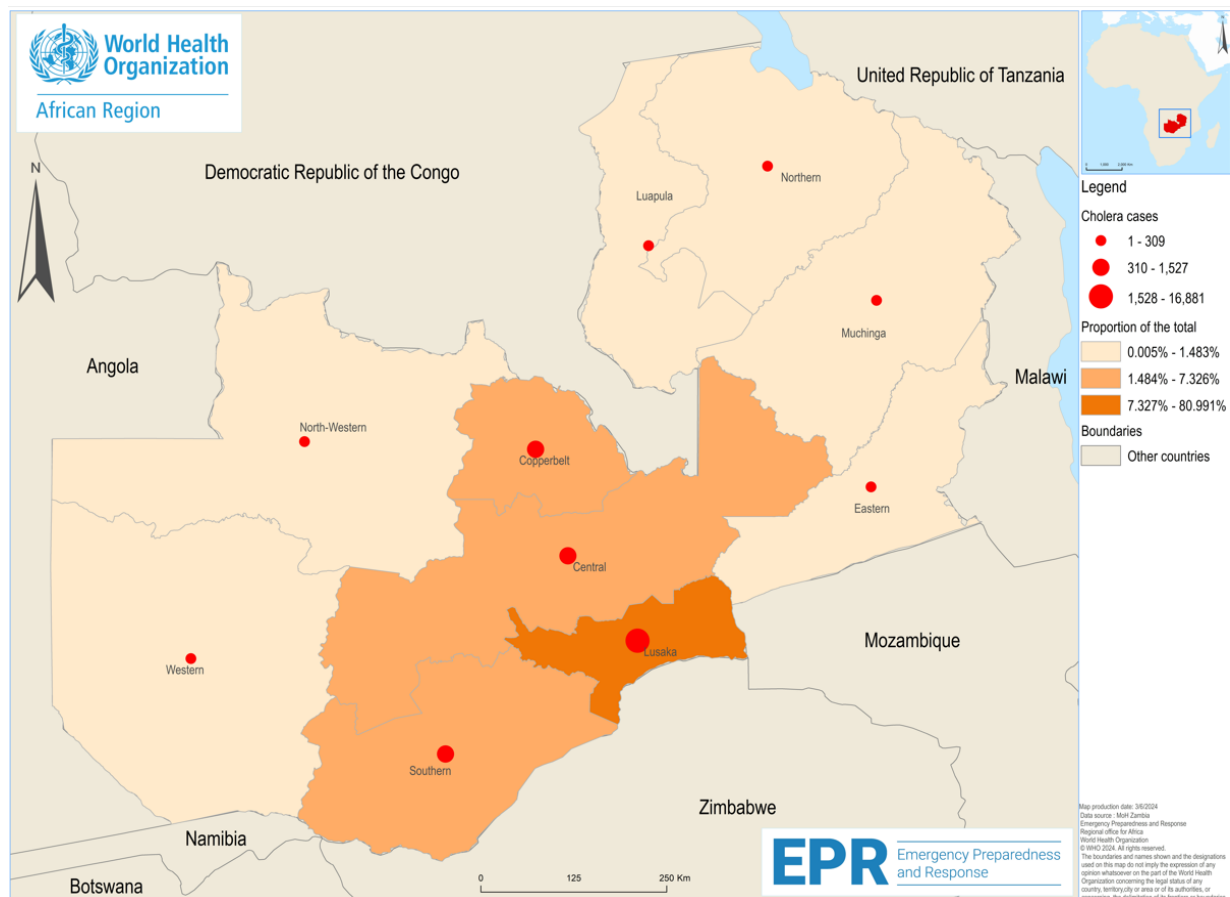 World Health
Organization
African Region
N
United Republic of Tanzania
Democratic Republic of the Congo
Northern
Luapula
Muchinga
Angola
Malawi
North-Western
Copperbelt
Eastern
Central
Lusaka
Mozambique
Western
Southern
Zimbabwe
Namibia
Botswana
0 125 250 KM
EPR
Emergency Preparedness
and Response
Legend
Cholera cases
1 - 309
310 - 1,527
1,528 - 16,881
Proportion of the total
0.005% - 1.483%
1.484% - 7.326%
7.327% - 80.991%
Boundaries
Other countries
Map production date: 3/6/2024
Data source : MoH Zambia
Emergency Preparedness and Response
Regional office for Africa
World Health Organization
© WHO 2024. All rights reserved.
The boundaries and names shown and the designations
used on this map do not imply the expression of any
opinion whatsoever on the part of the World Health
Organization concerning the legal status of any
country, territory,city or area or of its authorities, or